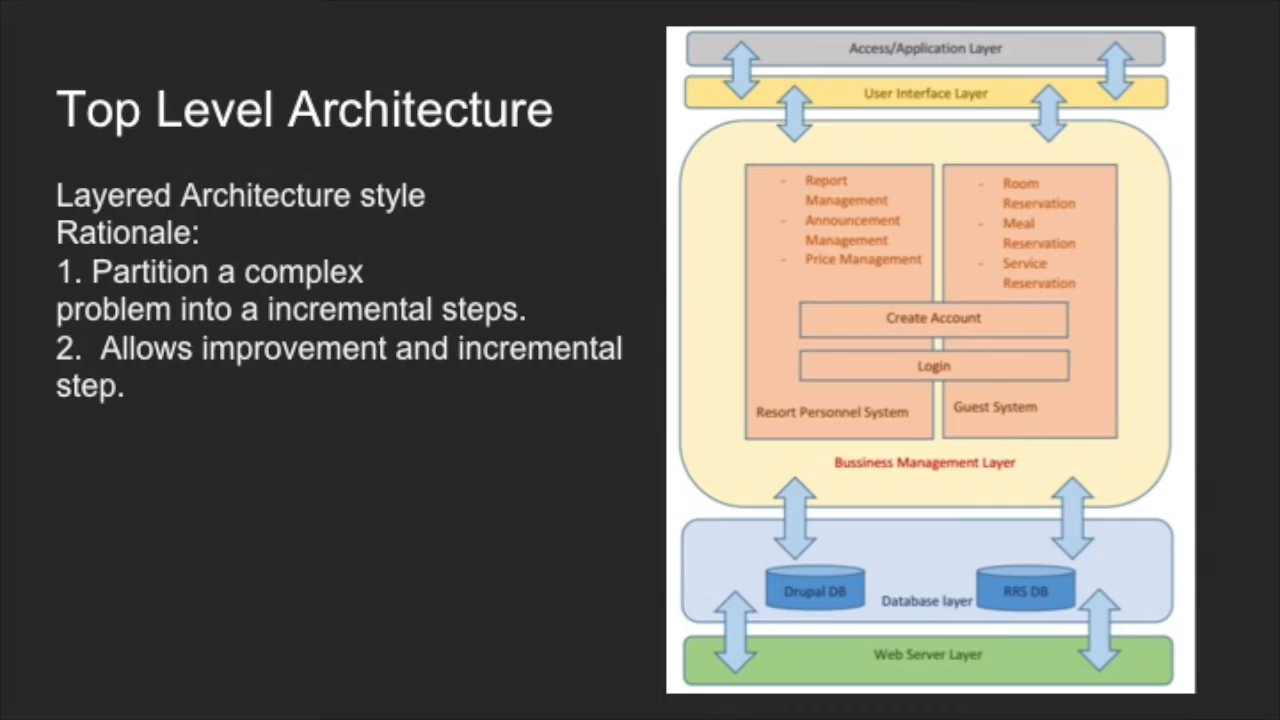 Top Level Architecture
Layered Architecture style
Rationale:
1. Partition a complex
problem into a incremental steps.
2.  Allows improvement and incremental
step.
Access/Application Layer
User Interface Layer
- Report
Management
- Announcement
Management
- Price Management
- Room
Reservation
- Meal
Reservation
- Service
Reservation
Create Account
Login
Resort Personnel System
Guest System
Bussiness Management Layer
Drupal DB
Database layer
RRS DB
Web Server Layer